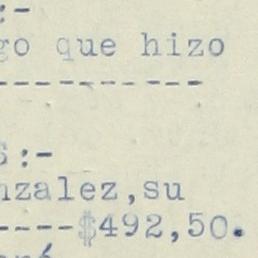 :-
go que hizo
---------
s:-
nzalez,su
----$492,50.